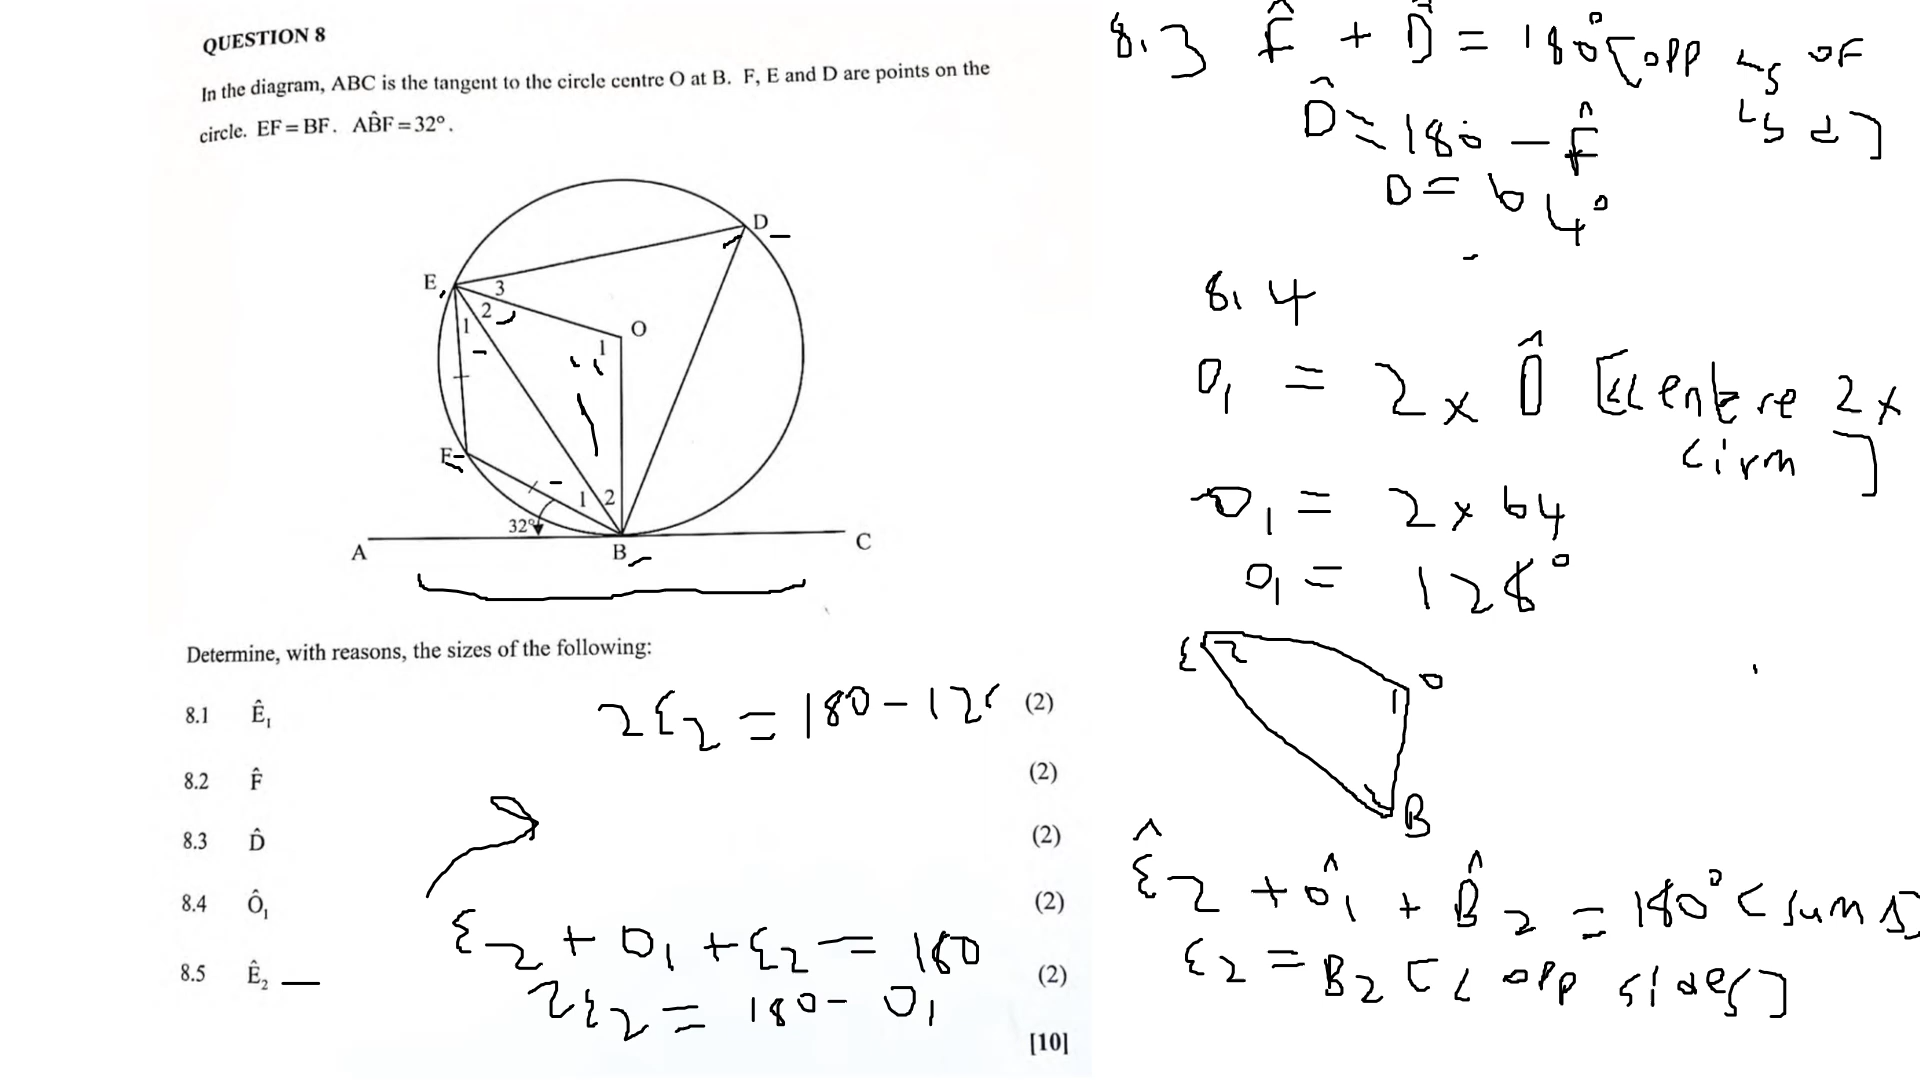 QUESTION 8
In the diagram, ABC is the tangent to the circle centre O at B. F, E and D are points on the
circle. EF = BF. AB̂F = 32°.
D
E
3
2
1
O
1
F
1
2
32°
A
B
C
Determine, with reasons, the sizes of the following:
8.1 Ê₁ (2)
8.2 F̂ (2)
8.3 D̂ (2)
8.4 Ô₁ (2)
8.5 Ê₂ (2)
[10]
2E₂ = 180 - 12
E₂ + O₁ + E₂ = 180
2E₂ = 180 - O₁
8.3 F̂ + D̂ = 180° [opp ∠s of
D̂ = 180 - F̂
D = 64°
8.4
O₁ = 2 × D̂ [∠ centre 2×
O₁ = 2 × 64
O₁ = 128°
E 2
O
1
2
B
Ê₂ + Ô₁ + B̂₂ = 180° (sum Δ]
E₂ = B₂ [∠ opp sides]